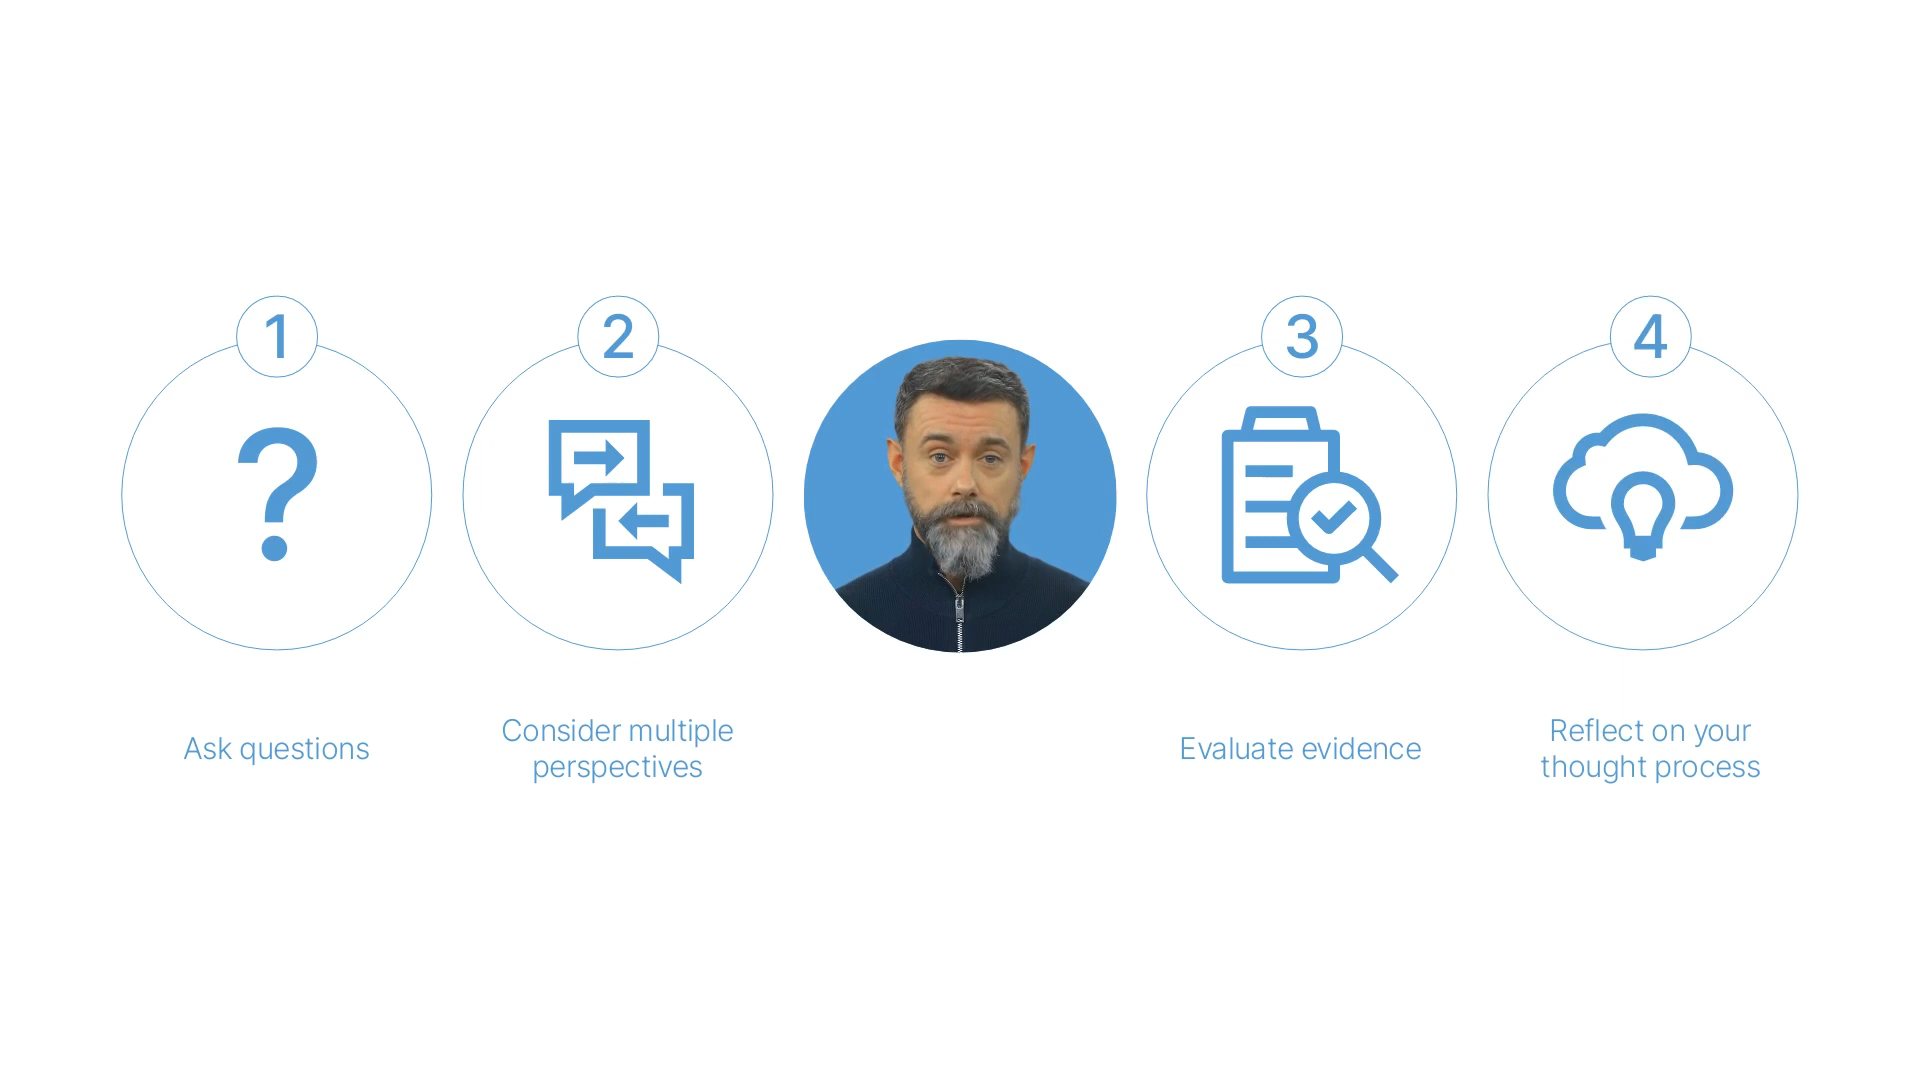 1
2
3
4
?
Ask questions
Consider multiple
perspectives
Evaluate evidence
Reflect on your
thought process